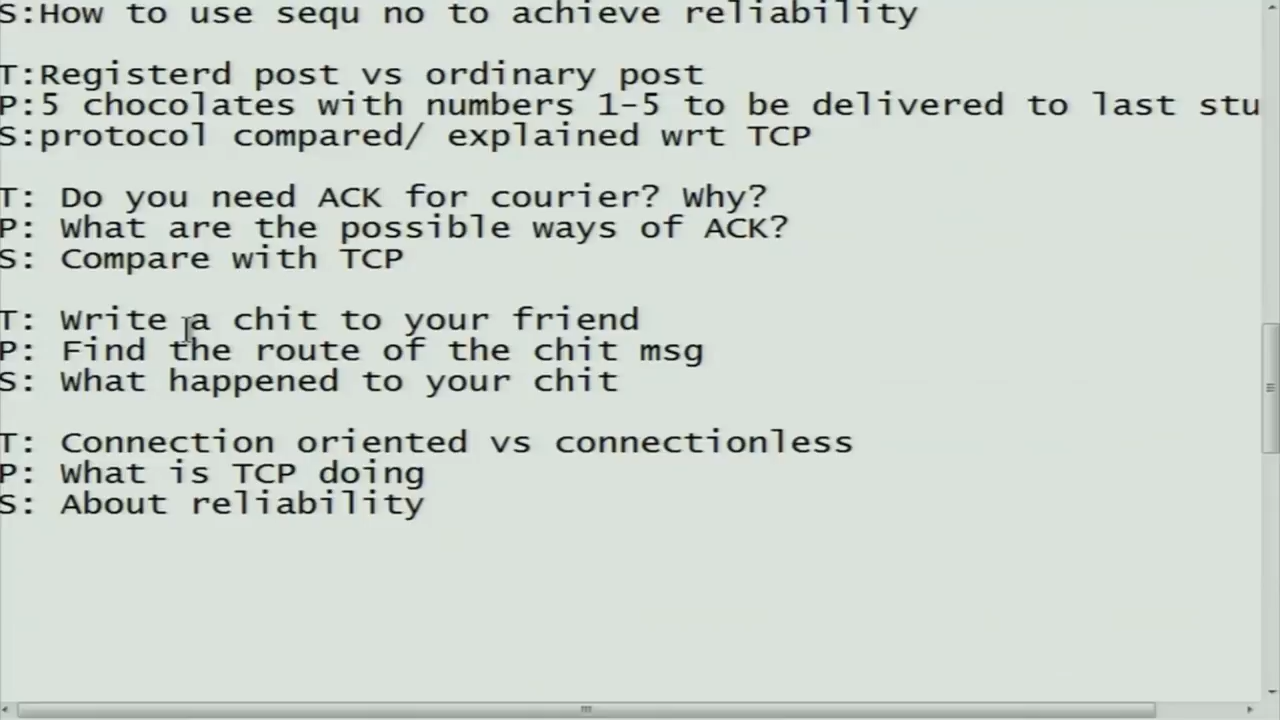 S:How to use sequ no to achieve reliability
T:Registerd post vs ordinary post
P:5 chocolates with numbers 1-5 to be delivered to last stu
S:protocol compared/ explained wrt TCP
T: Do you need ACK for courier? Why?
P: What are the possible ways of ACK?
S: Compare with TCP
T: Write a chit to your friend
P: Find the route of the chit msg
S: What happened to your chit
T: Connection oriented vs connectionless
P: What is TCP doing
S: About reliability